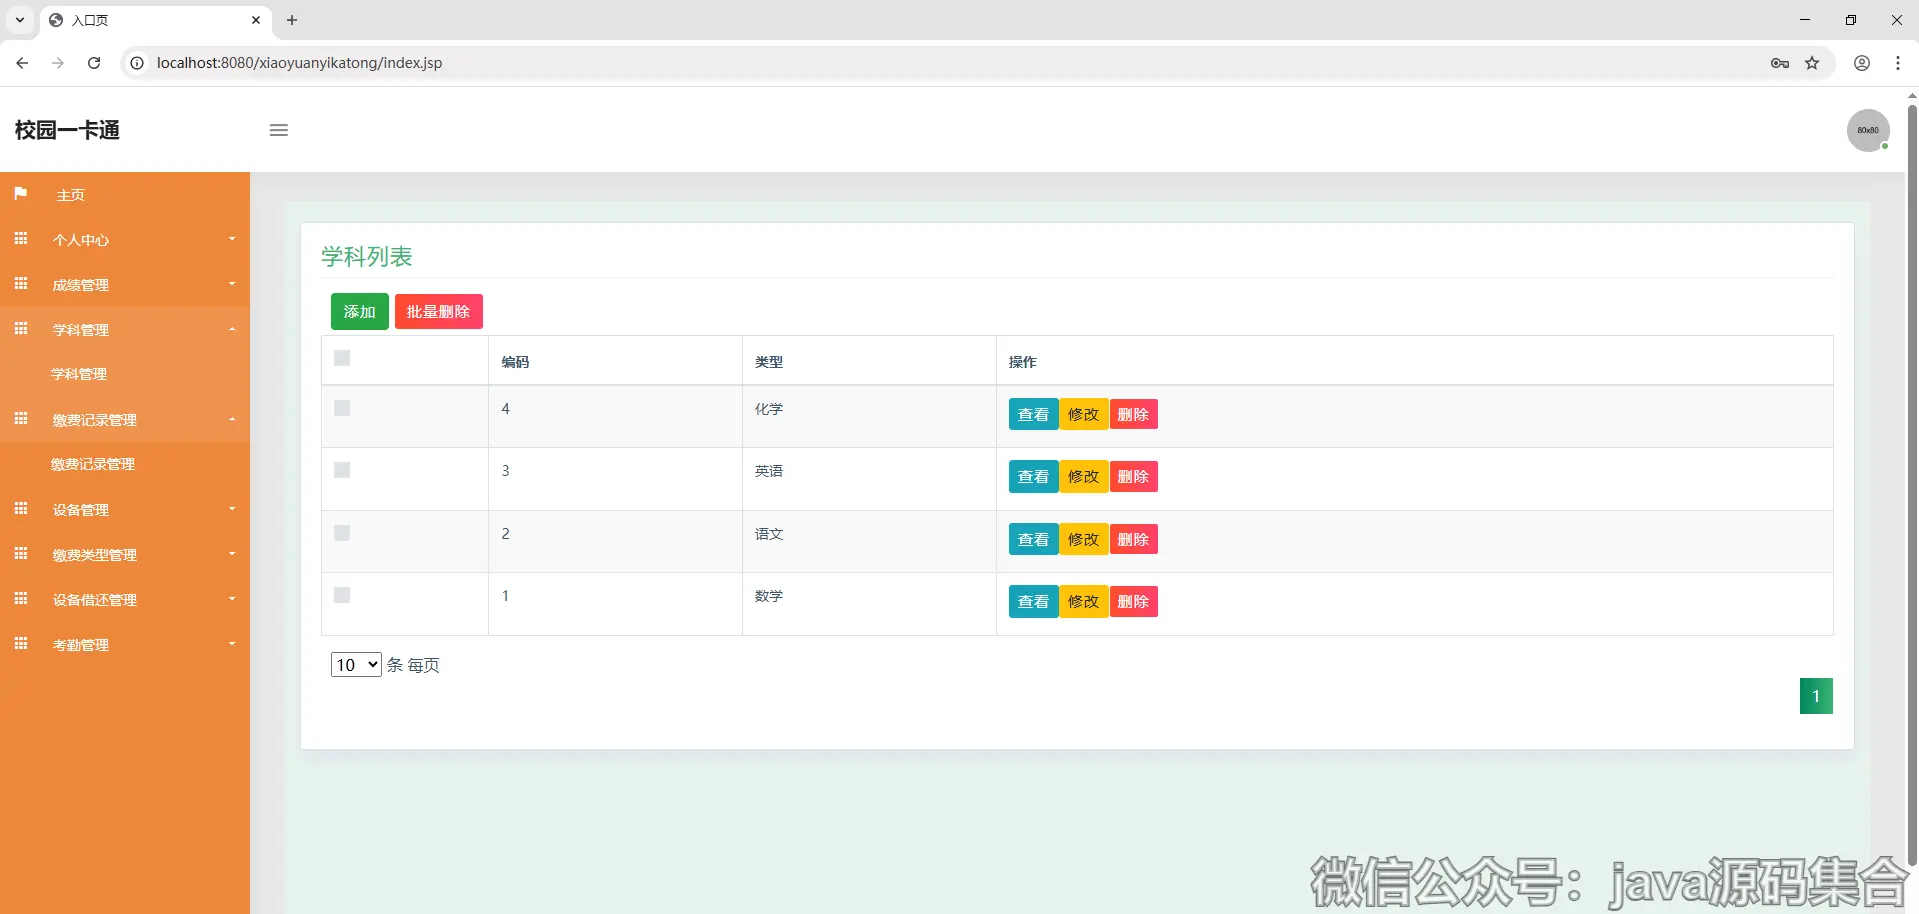 入口页
localhost:8080/xiaoyuanyikatong/index.jsp
校园一卡通
80x80
主页
个人中心
成绩管理
学科管理
学科管理
缴费记录管理
缴费记录管理
设备管理
缴费类型管理
设备借还管理
考勤管理
学科列表
添加 批量删除
编码 类型 操作
4 化学 查看 修改 删除
3 英语 查看 修改 删除
2 语文 查看 修改 删除
1 数学 查看 修改 删除
10 条 每页
1
微信公众号：java源码集合